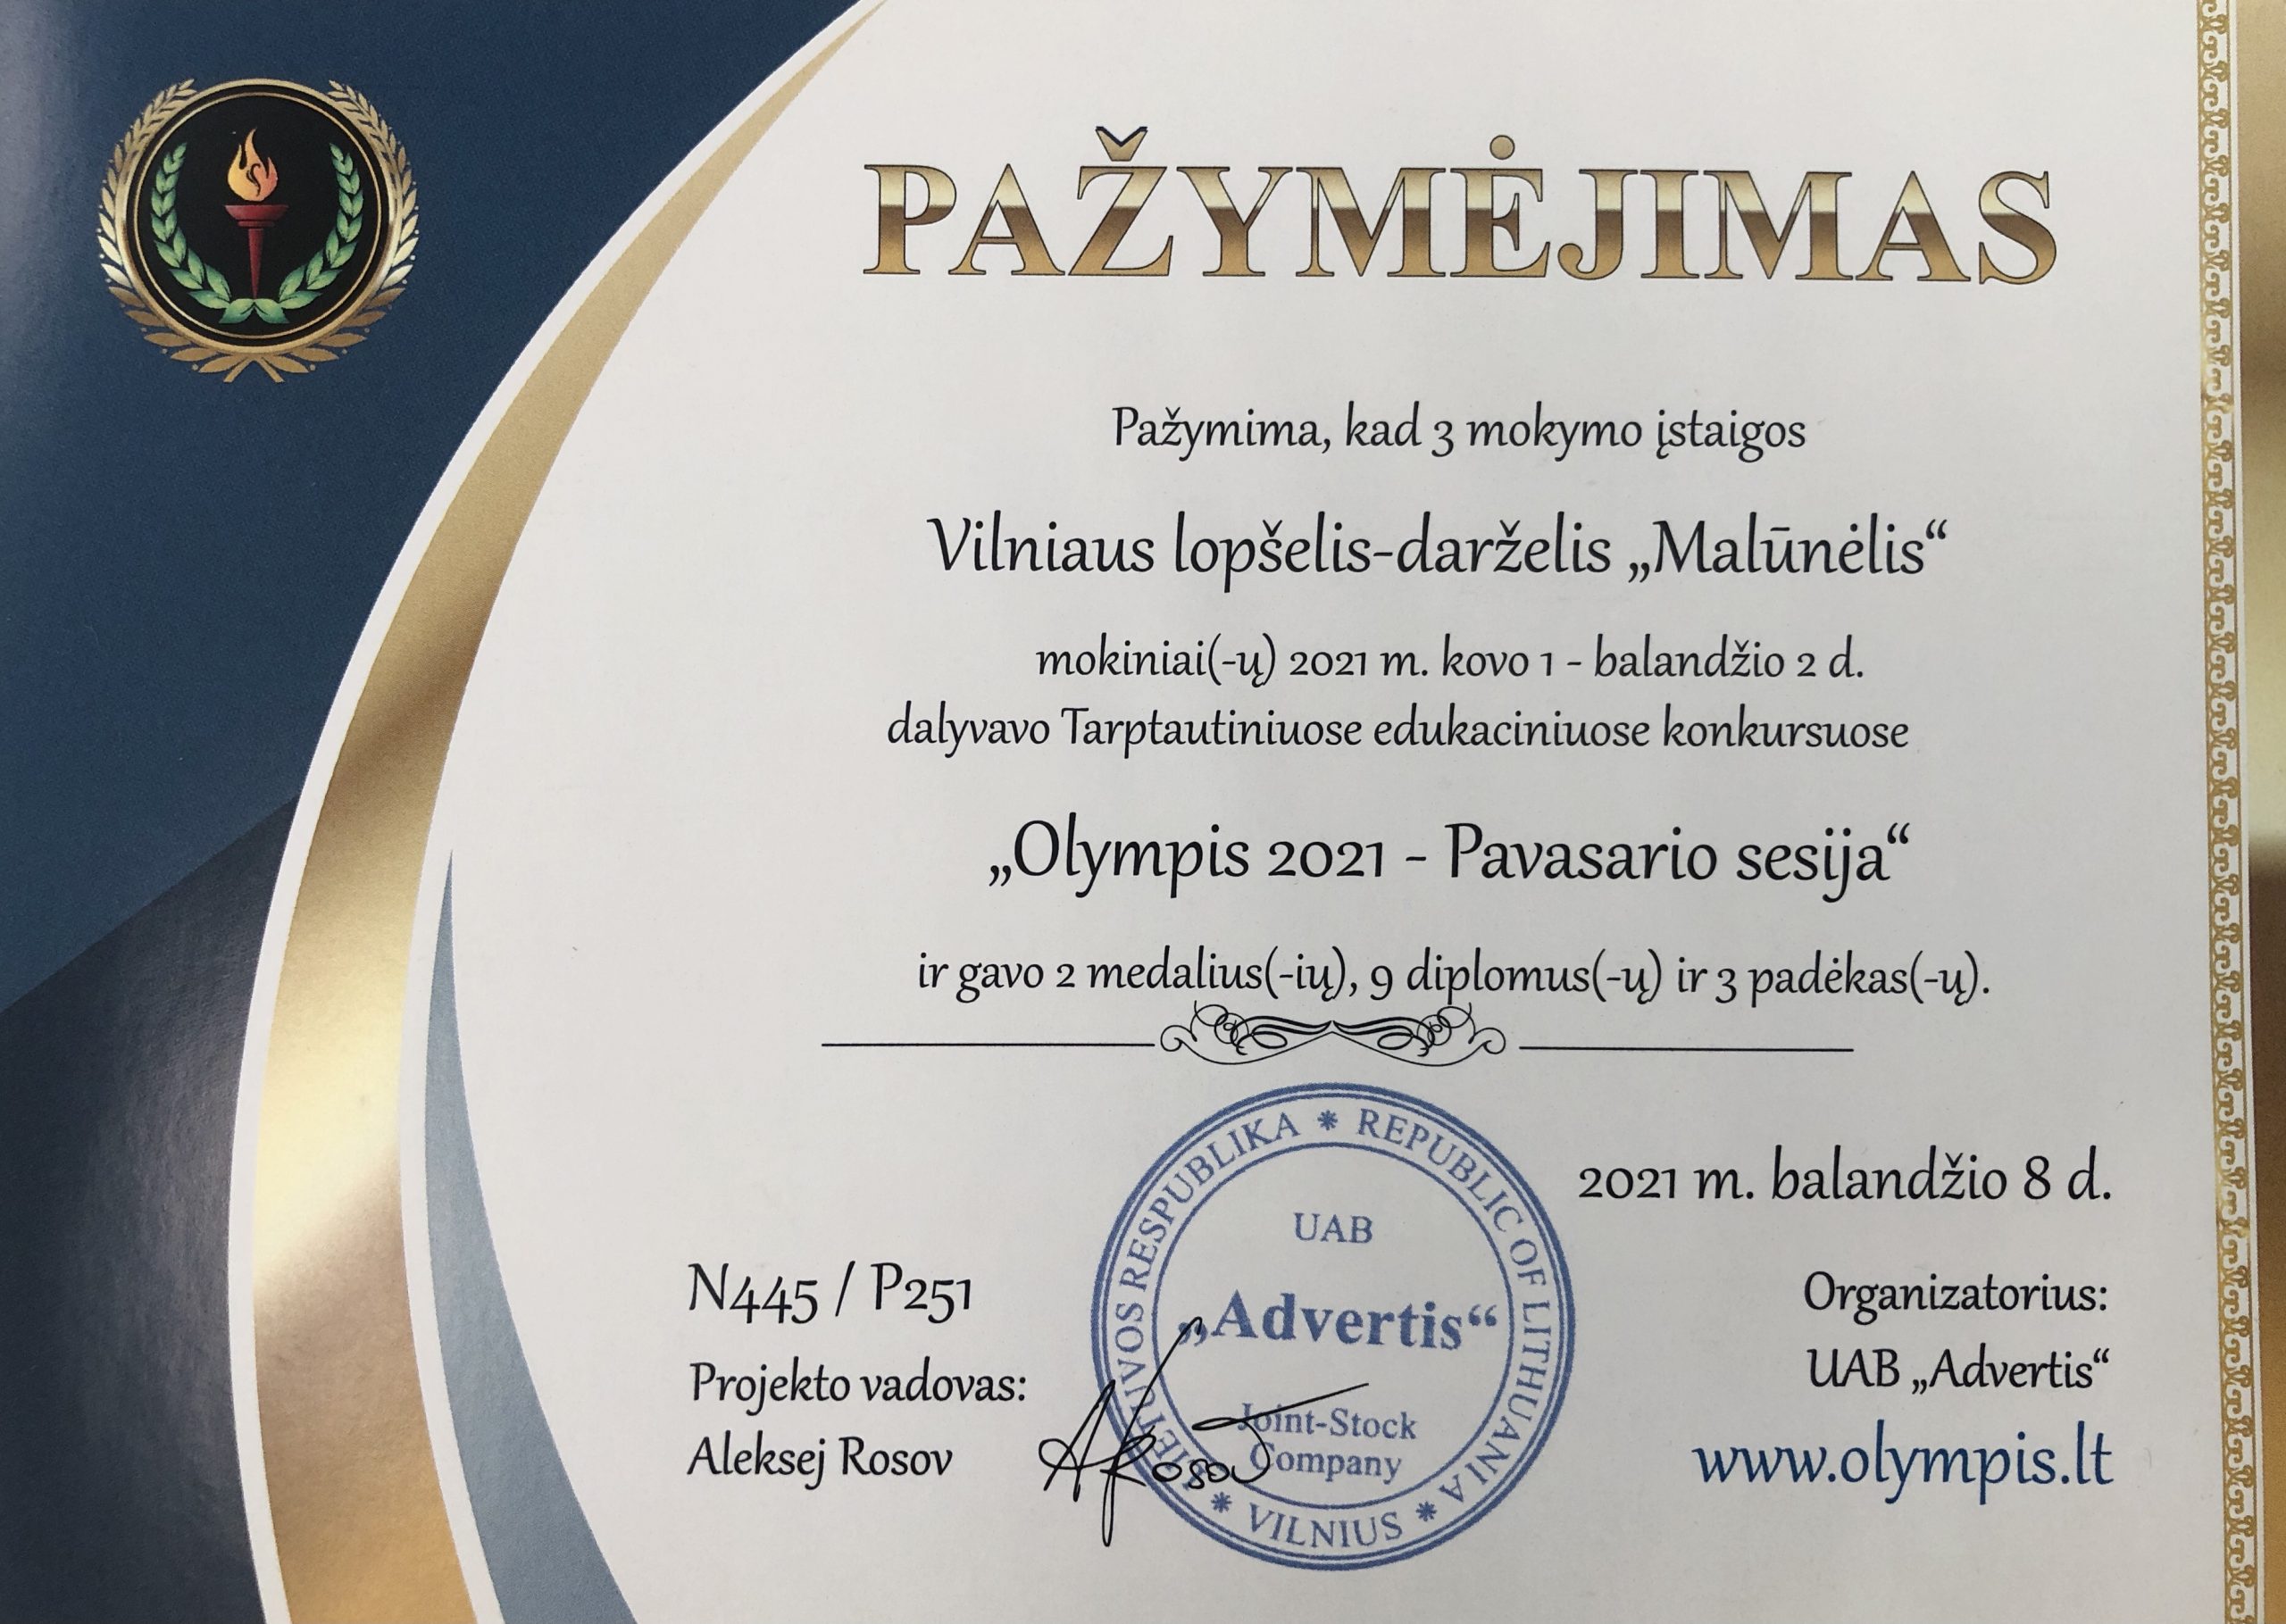 PAŽYMĖJIMAS
Pažymima, kad 3 mokymo įstaigos
Vilniaus lopšelis-darželis „Malūnėlis“
mokiniai(-ų) 2021 m. kovo 1 - balandžio 2 d.
dalyvavo Tarptautiniuose edukaciniuose konkursuose
„Olympis 2021 - Pavasario sesija“
ir gavo 2 medalius(-ių), 9 diplomus(-ų) ir 3 padėkas(-ų).
2021 m. balandžio 8 d.
N445 / P251
Projekto vadovas:
Aleksej Rosov
LIETUVOS RESPUBLIKA * REPUBLIC OF LITHUANIA * VILNIUS *
UAB
„Advertis“
Joint-Stock
Company
ARosov
Organizatorius:
UAB „Advertis“
www.olympis.lt